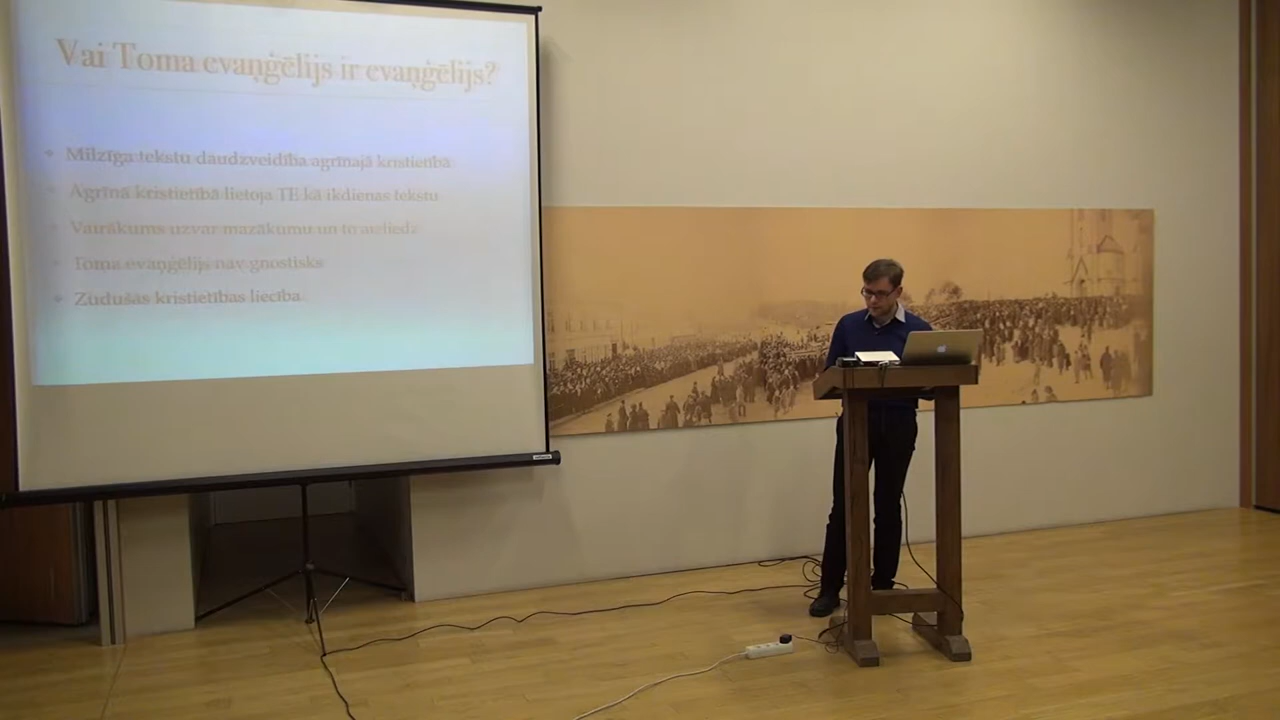 Vai Toma evaņģēlijs ir evaņģēlijs?
Milzīga tekstu daudzveidība agrīnajā kristietībā
Agrīnā kristietībā lietoja TE kā ikdienas tekstu
Vairākums uzvar mazākumu un to aizliedz
Toma evaņģēlijs nav gnostisks
Zudušās kristietības liecība